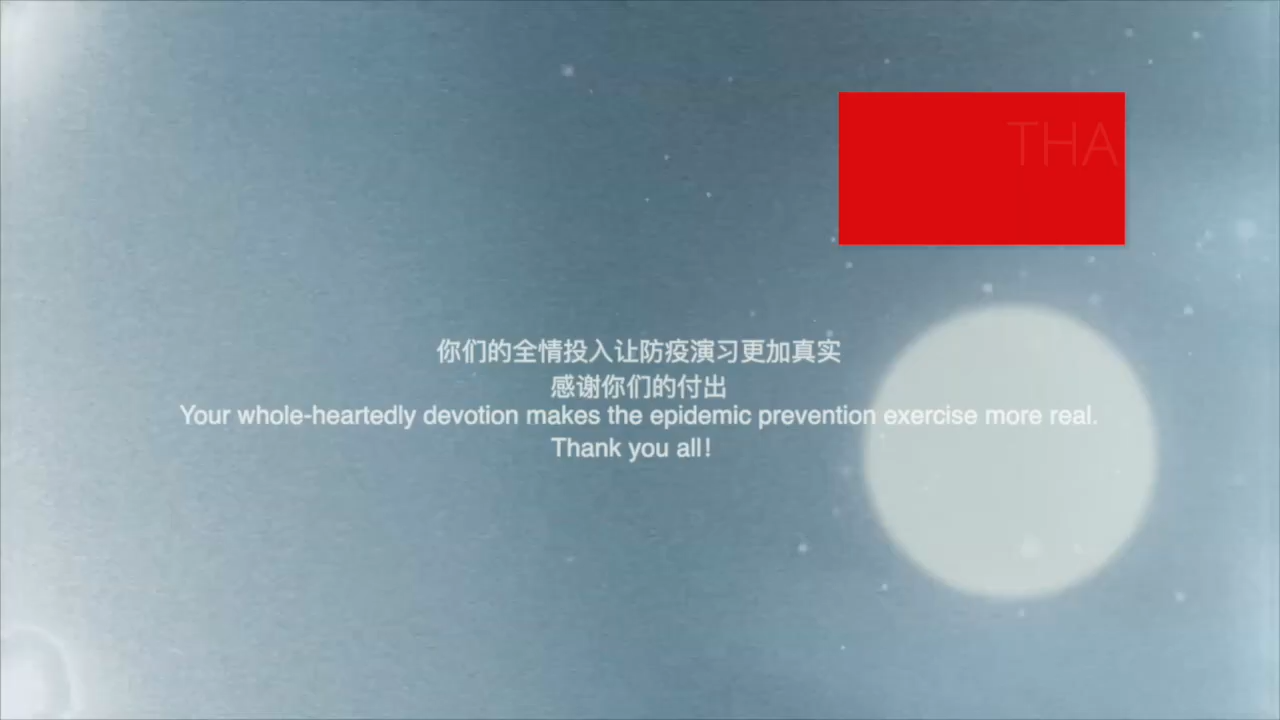 THA
你们的全情投入让防疫演习更加真实
感谢你们的付出
Your whole-heartedly devotion makes the epidemic prevention exercise more real.
Thank you all!